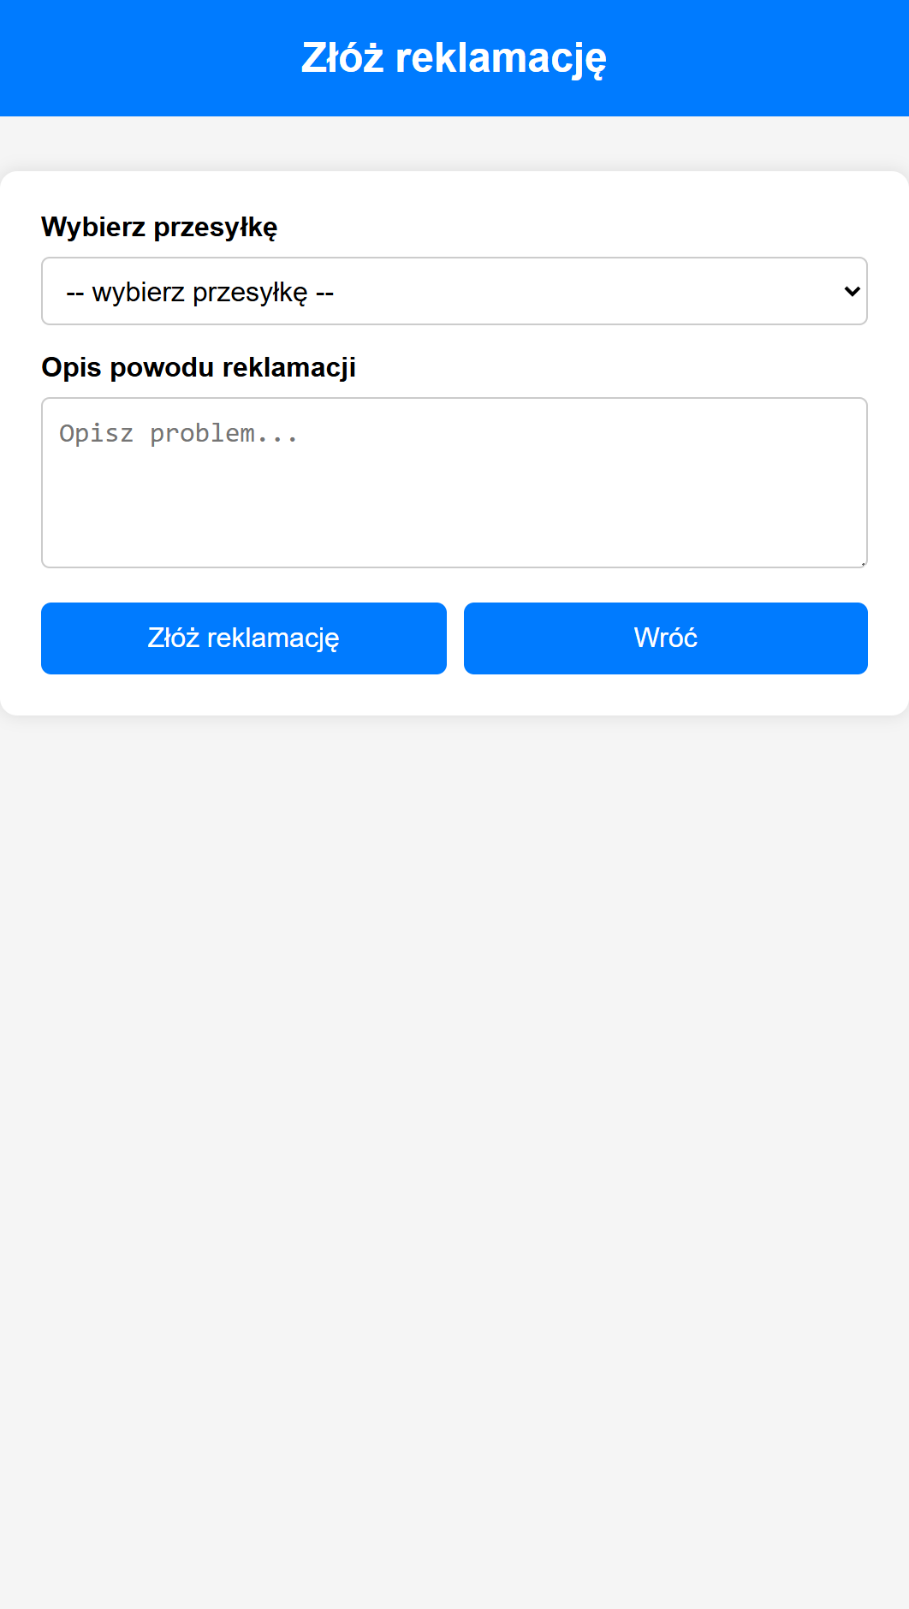 Złóż reklamację
Wybierz przesyłkę
-- wybierz przesyłkę --
Opis powodu reklamacji
Opisz problem...
Złóż reklamację
Wróć